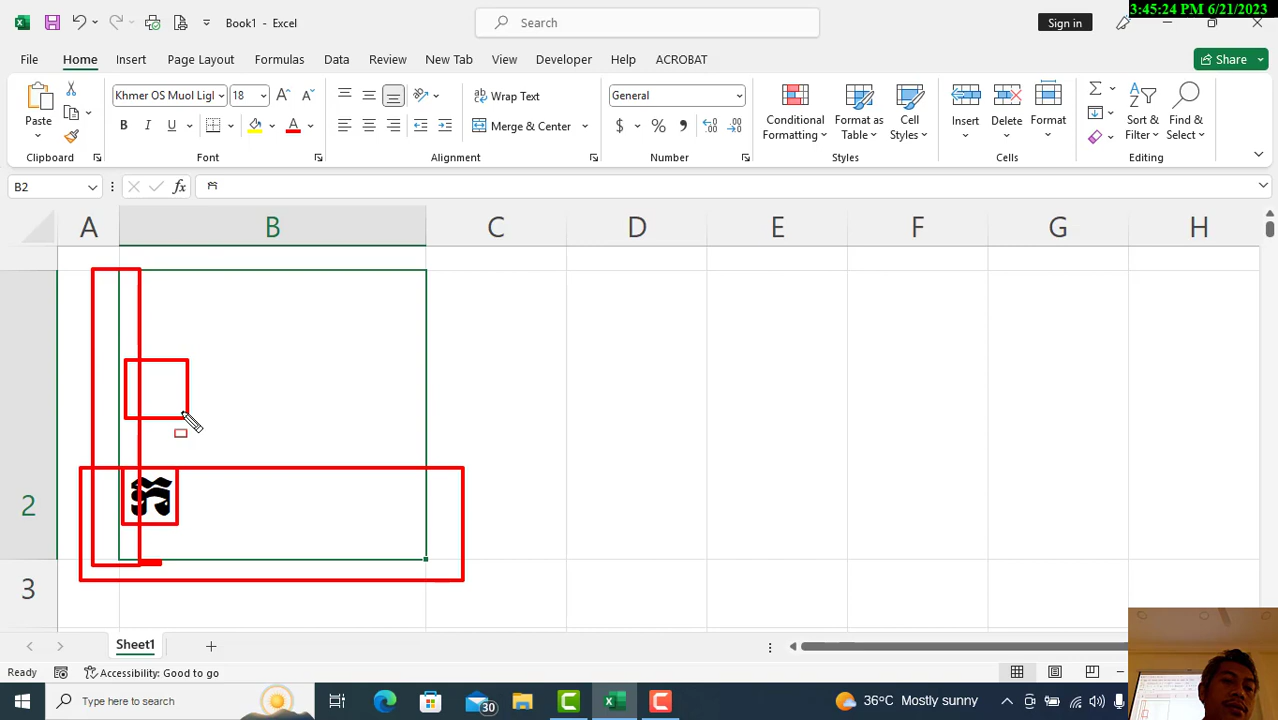 3:45:24 PM 6/21/2023
Book1 - Excel
Search
Sign in
File Home Insert Page Layout Formulas Data Review New Tab View Developer Help ACROBAT
Share
Khmer OS Muol Ligl 18
Wrap Text
General
Paste
B I U
Merge & Center
$ % 9
Conditional Formatting
Format as Table
Cell Styles
Insert Delete Format
Sort & Filter
Find & Select
Clipboard Font Alignment Number Styles Cells Editing
B2
fx
ក
A B C D E F G H
2
ក
3
Sheet1
Ready
Accessibility: Good to go
Type here to search
30
36°C Mostly sunny